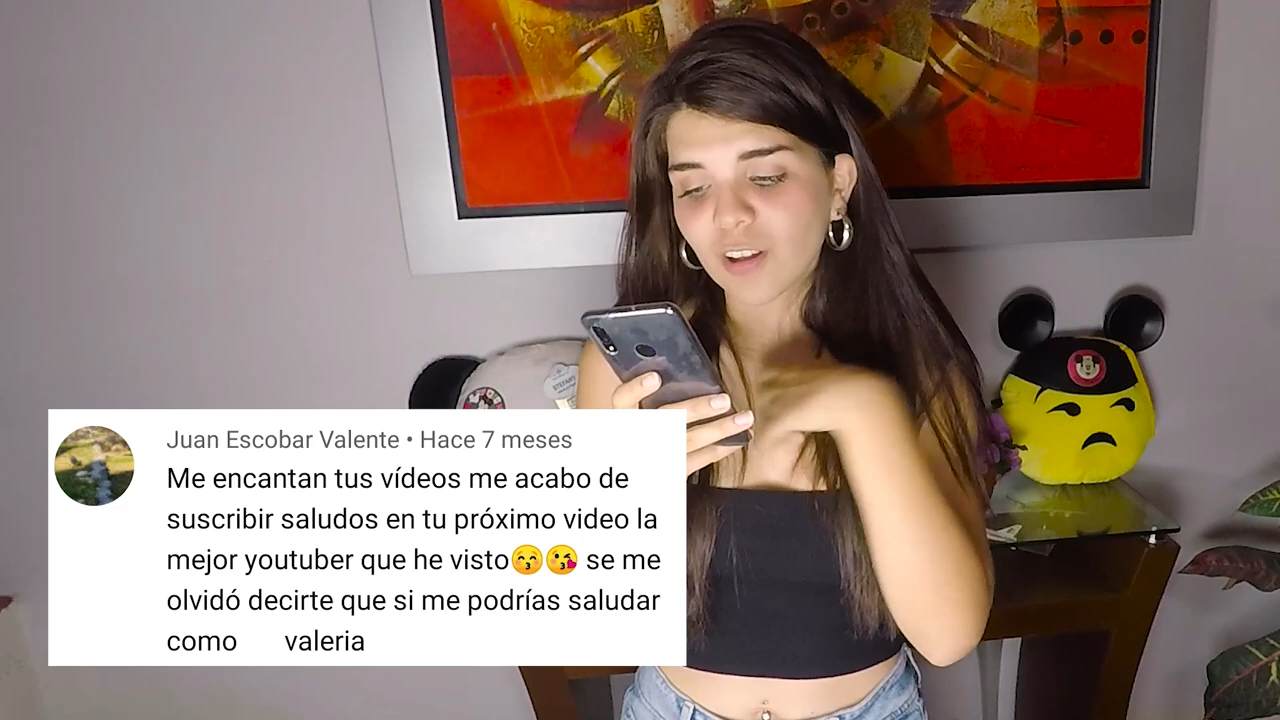 Juan Escobar Valente • Hace 7 meses
Me encantan tus vídeos me acabo de
suscribir saludos en tu próximo video la
mejor youtuber que he visto😚😘 se me
olvidó decirte que si me podrías saludar
como valeria